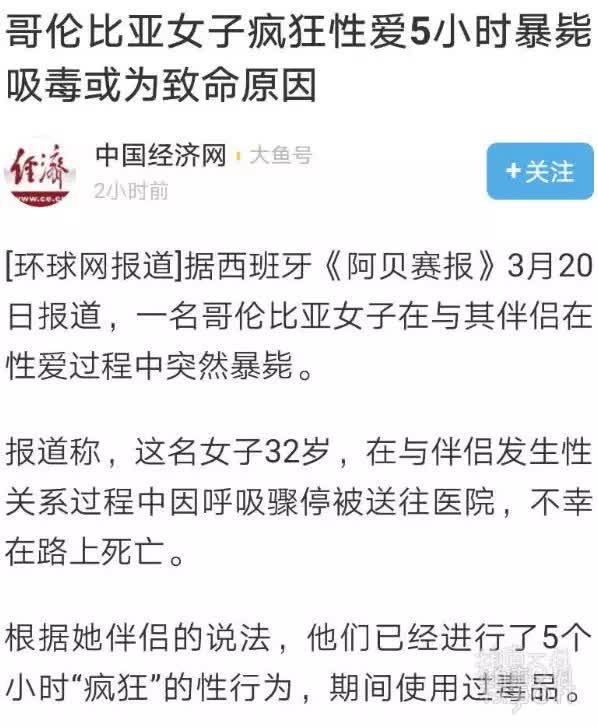 哥伦比亚女子疯狂性爱5小时暴毙
吸毒或为致命原因
经济
www.ce.c
中国经济网
大鱼号
2小时前
+关注
[环球网报道]据西班牙《阿贝赛报》3月20
日报道，一名哥伦比亚女子在与其伴侣在
性爱过程中突然暴毙。
报道称，这名女子32岁，在与伴侣发生性
关系过程中因呼吸骤停被送往医院，不幸
在路上死亡。
根据她伴侣的说法，他们已经进行了5个
小时“疯狂”的性行为，期间使用过毒品。